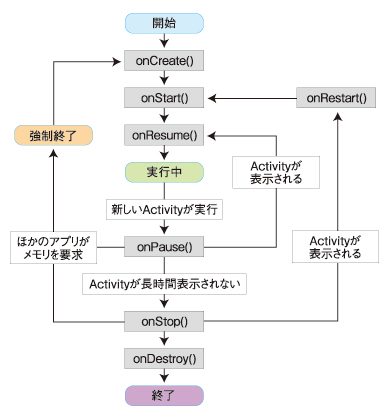 開始
onCreate()
onStart()
onRestart()
onResume()
強制終了
実行中
Activityが
表示される
新しいActivityが実行
ほかのアプリが
メモリを要求
onPause()
Activityが
表示される
Activityが長時間表示されない
onStop()
onDestroy()
終了